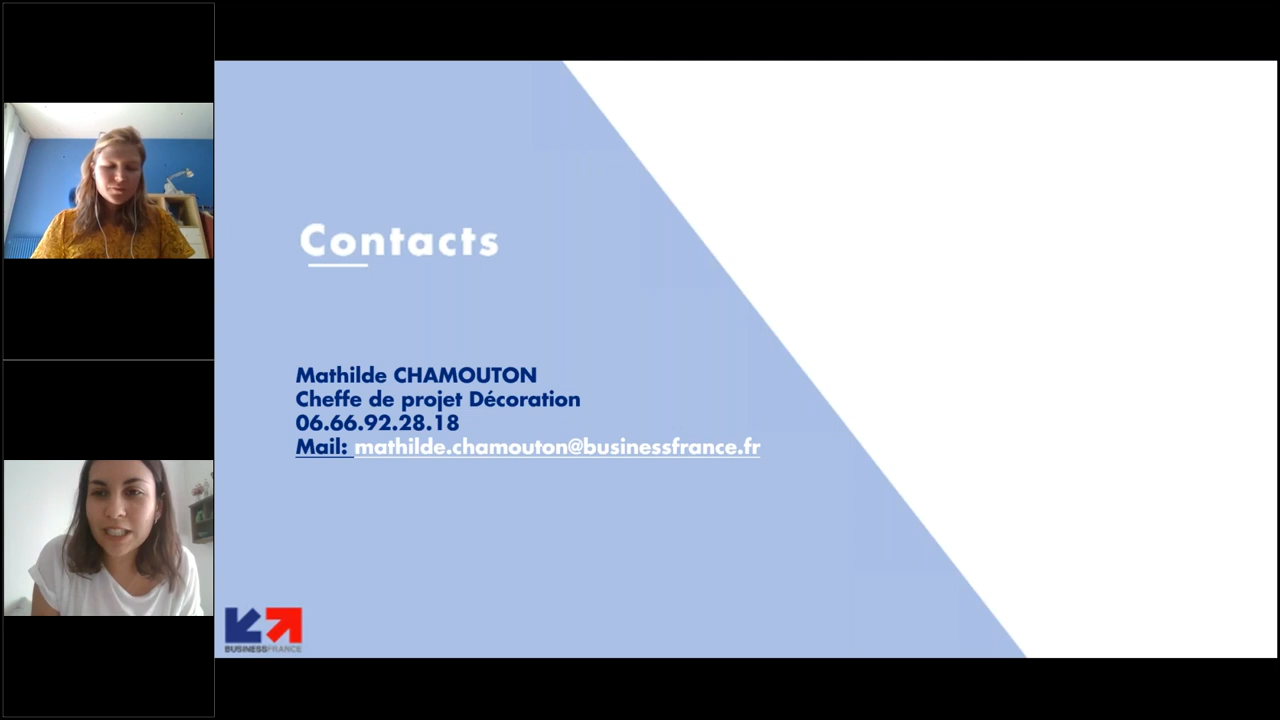 Contacts
Mathilde CHAMOUTON
Cheffe de projet Décoration
06.66.92.28.18
Mail: mathilde.chamouton@businessfrance.fr
BUSINESSFRANCE